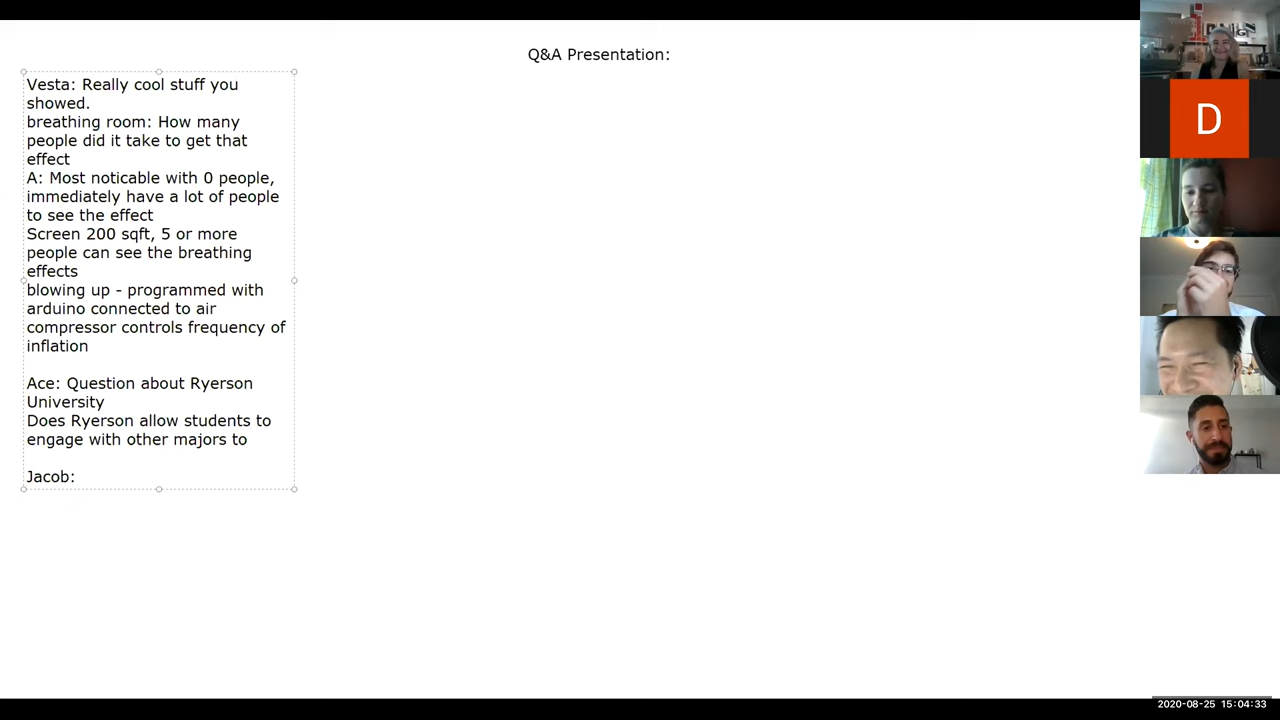 Q&A Presentation:
Vesta: Really cool stuff you
showed.
breathing room: How many
people did it take to get that
effect
A: Most noticable with 0 people,
immediately have a lot of people
to see the effect
Screen 200 sqft, 5 or more
people can see the breathing
effects
blowing up - programmed with
arduino connected to air
compressor controls frequency of
inflation
Ace: Question about Ryerson
University
Does Ryerson allow students to
engage with other majors to
Jacob:
D
2020-08-25 15:04:33